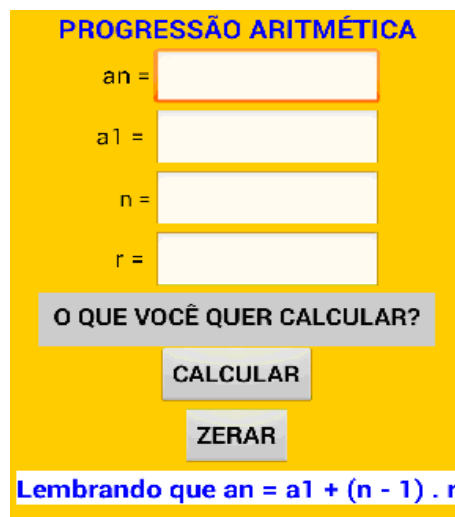 PROGRESSÃO ARITMÉTICA
an =
a1 =
n =
r =
O QUE VOCÊ QUER CALCULAR?
CALCULAR
ZERAR
Lembrando que an = a1 + (n - 1) . r